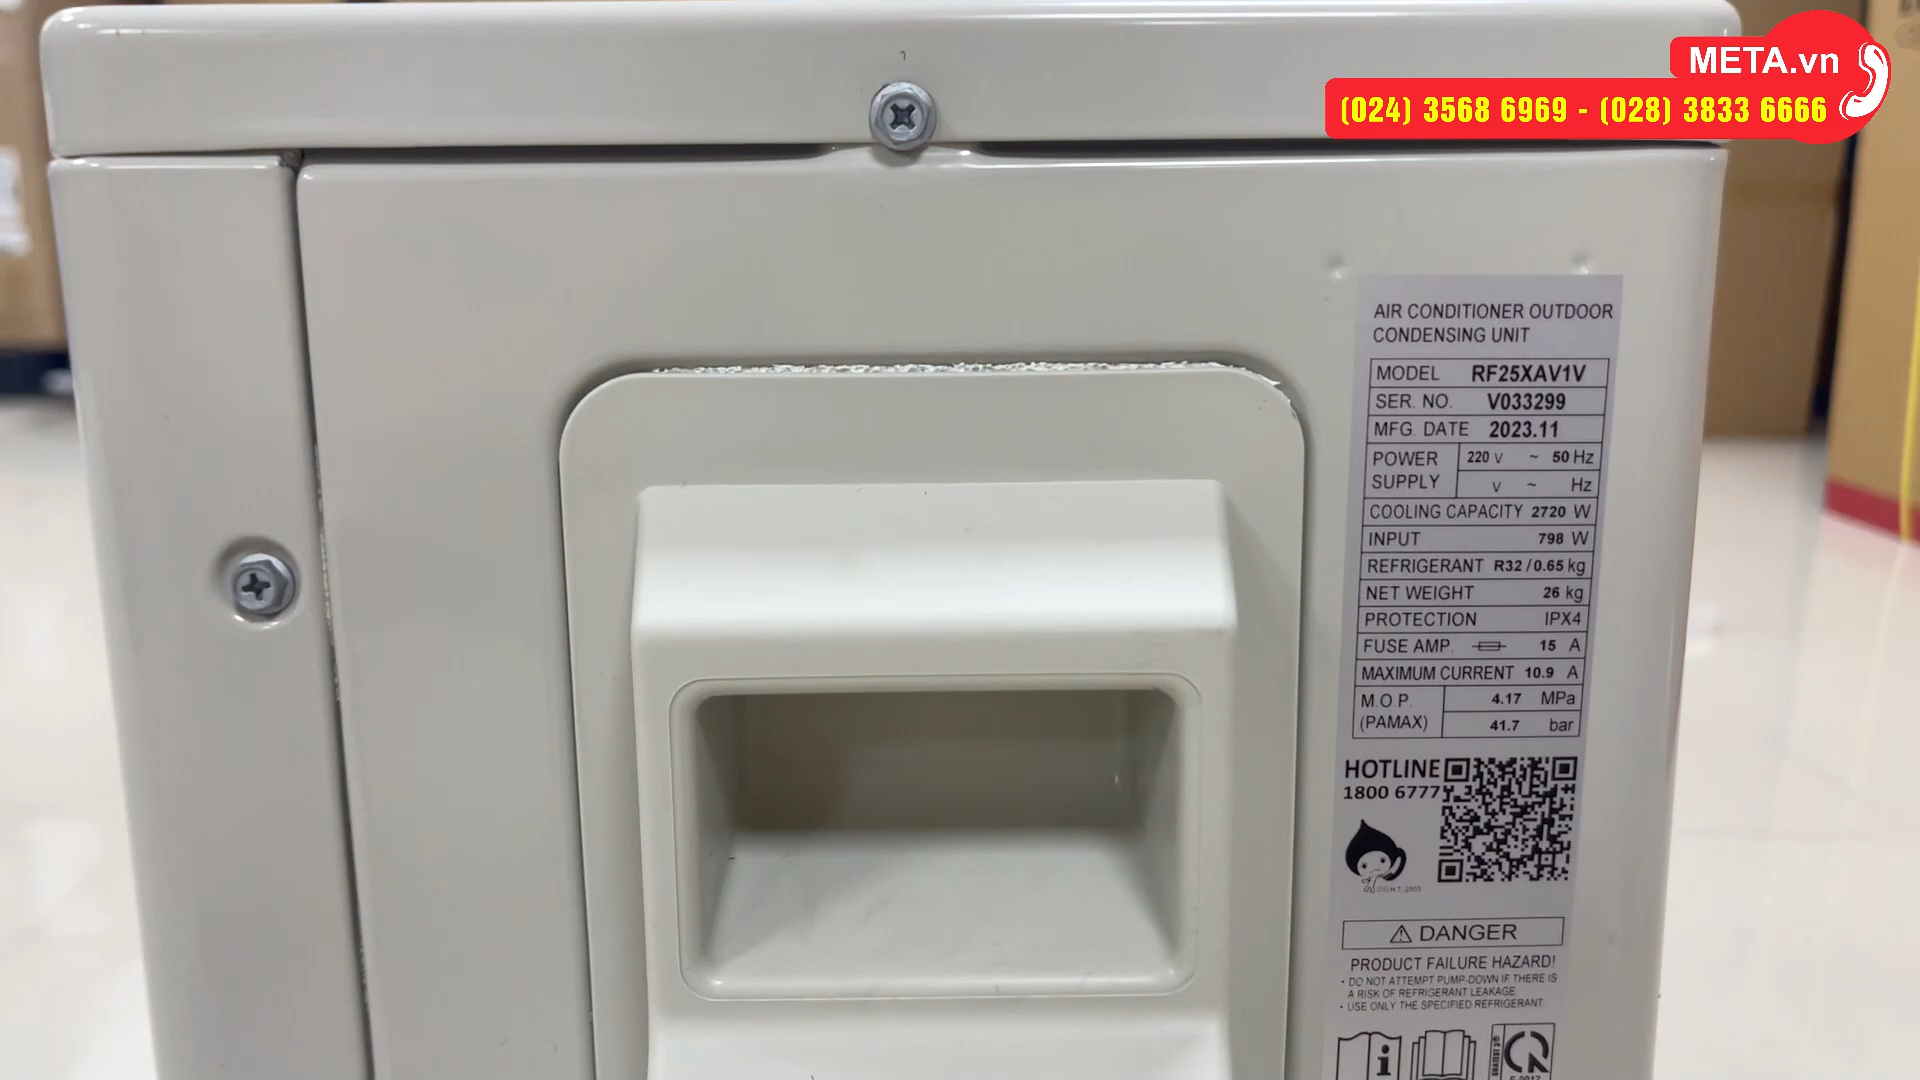 META.vn
(024) 3568 6969 - (028) 3833 6666
AIR CONDITIONER OUTDOOR
CONDENSING UNIT
MODEL RF25XAV1V
SER. NO. V033299
MFG. DATE 2023.11
POWER SUPPLY 220 V ~ 50 Hz
V ~ Hz
COOLING CAPACITY 2720 W
INPUT 798 W
REFRIGERANT R32 / 0.65 kg
NET WEIGHT 26 kg
PROTECTION IPX4
FUSE AMP. 15 A
MAXIMUM CURRENT 10.9 A
M.O.P. 4.17 MPa
(PAMAX) 41.7 bar
HOTLINE
1800 6777
⚠ DANGER
PRODUCT FAILURE HAZARD!
• DO NOT ATTEMPT PUMP-DOWN IF THERE IS
A RISK OF REFRIGERANT LEAKAGE
• USE ONLY THE SPECIFIED REFRIGERANT